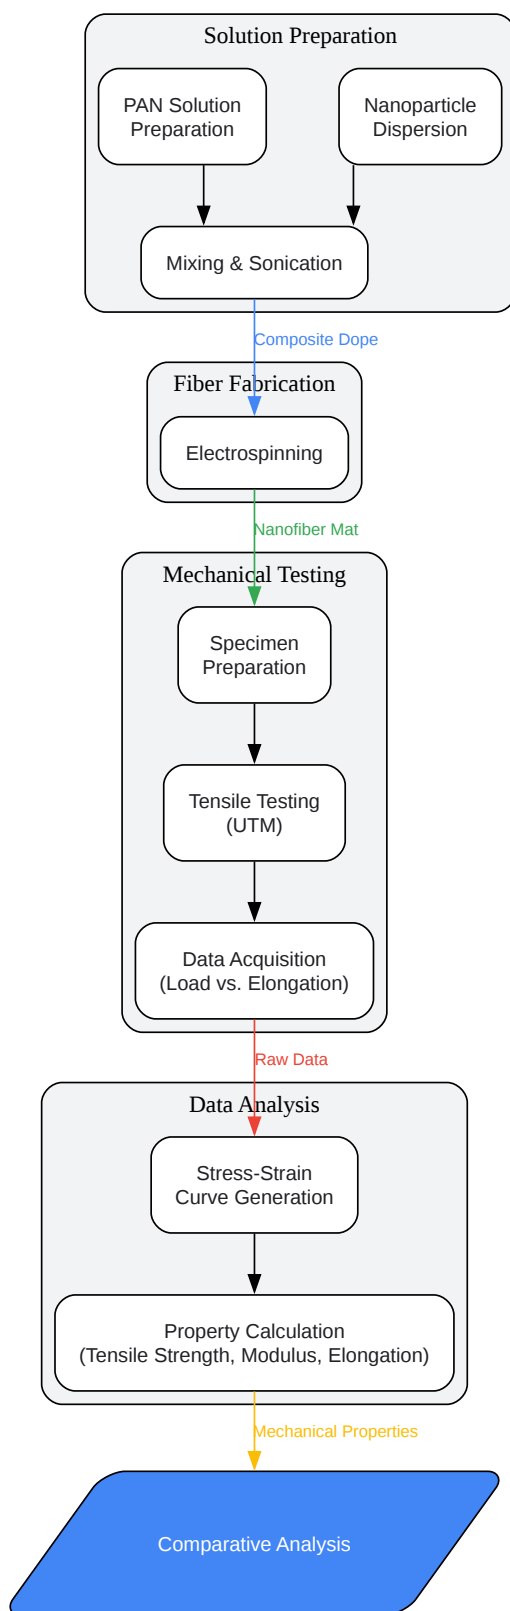 Solution Preparation
PAN Solution
Preparation
Nanoparticle
Dispersion
Mixing & Sonication
Composite Dope
Fiber Fabrication
Electrospinning
Nanofiber Mat
Mechanical Testing
Specimen
Preparation
Tensile Testing
(UTM)
Data Acquisition
(Load vs. Elongation)
Raw Data
Data Analysis
Stress-Strain
Curve Generation
Property Calculation
(Tensile Strength, Modulus, Elongation)
Mechanical Properties
Comparative Analysis